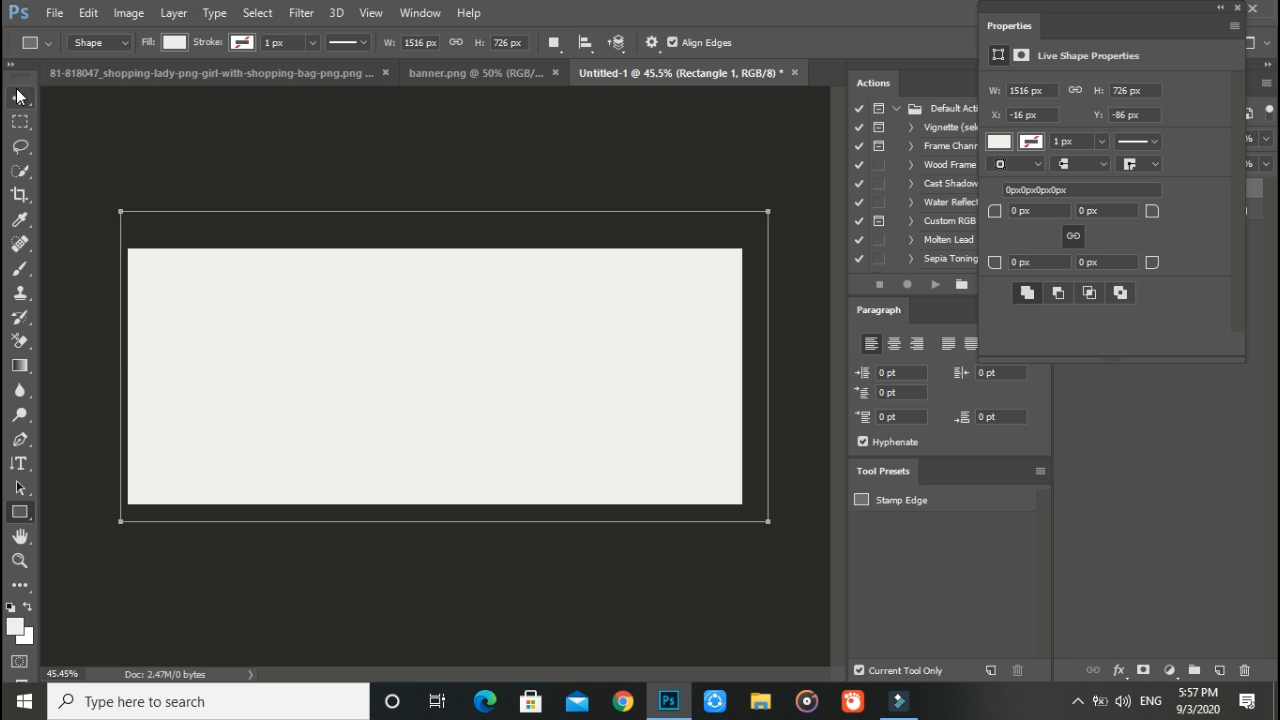 Ps File Edit Image Layer Type Select Filter 3D View Window Help
Shape Fill: Stroke: 1 px W: 1516 px H: 726 px Align Edges
81-818047_shopping-lady-png-girl-with-shopping-bag-png.png ... × banner.png @ 50% (RGB/... × Untitled-1 @ 45.5% (Rectangle 1, RGB/8) * ×
Properties
Live Shape Properties
W: 1516 px H: 726 px
X: -16 px Y: -86 px
1 px
0px0px0px0px
0 px 0 px
0 px 0 px
Actions
Default Acti
Vignette (sele
Frame Chann
Wood Frame
Cast Shadow
Water Reflect
Custom RGB
Molten Lead
Sepia Toning
Paragraph
0 pt 0 pt
0 pt
0 pt 0 pt
Hyphenate
Tool Presets
Stamp Edge
Current Tool Only
45.45% Doc: 2.47M/0 bytes
Type here to search
Ps
ENG
5:57 PM
9/3/2020